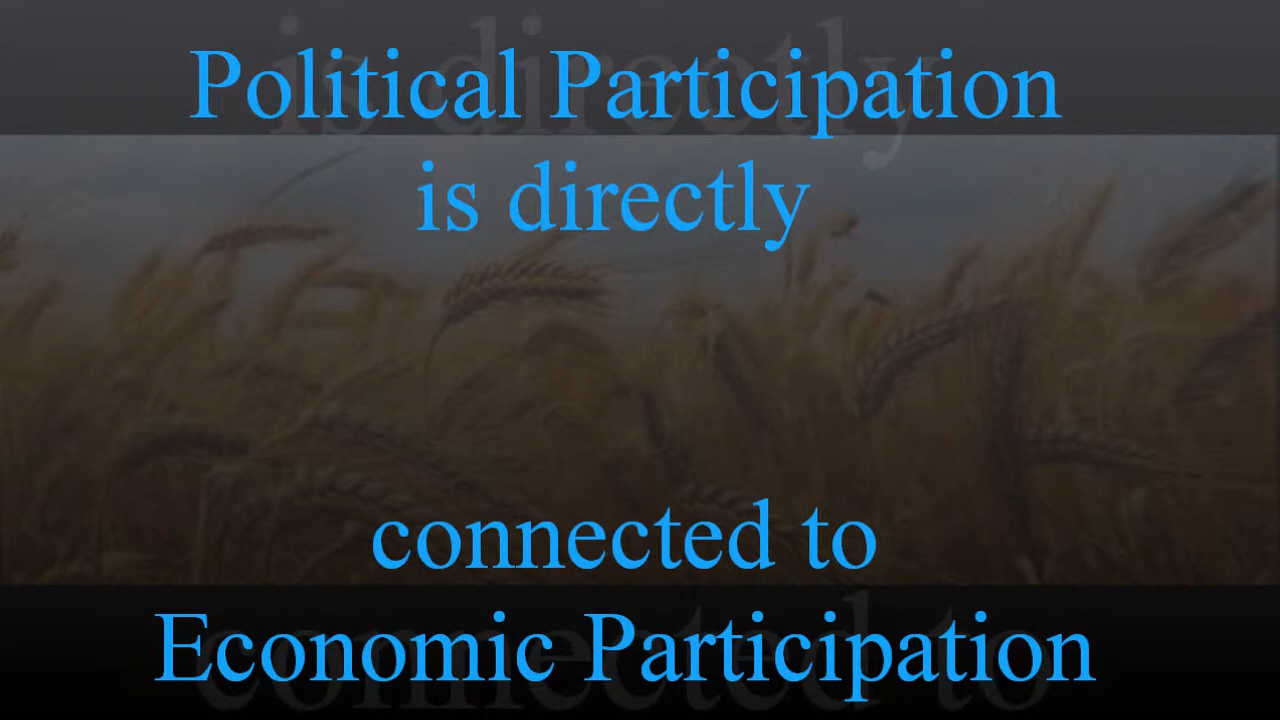 Political Participation
is directly
connected to
Economic Participation